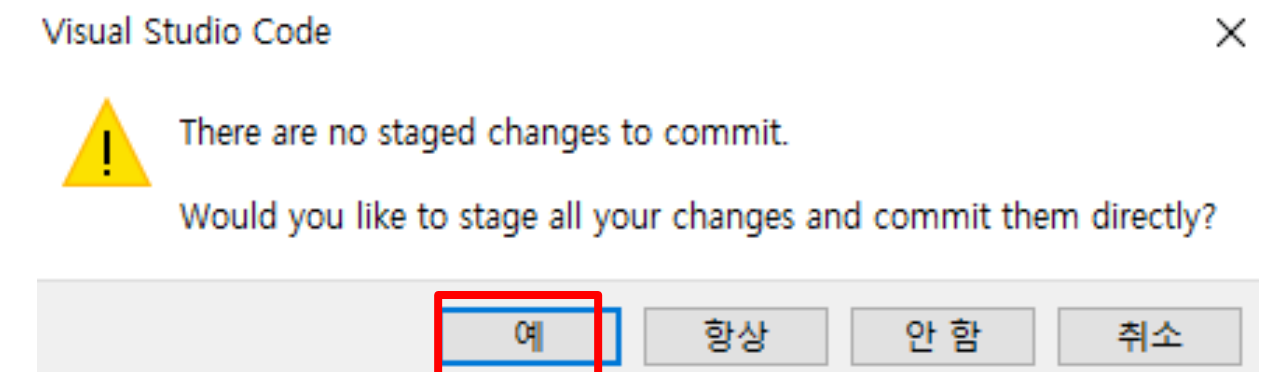 Visual Studio Code
There are no staged changes to commit.
Would you like to stage all your changes and commit them directly?
예 항상 안 함 취소